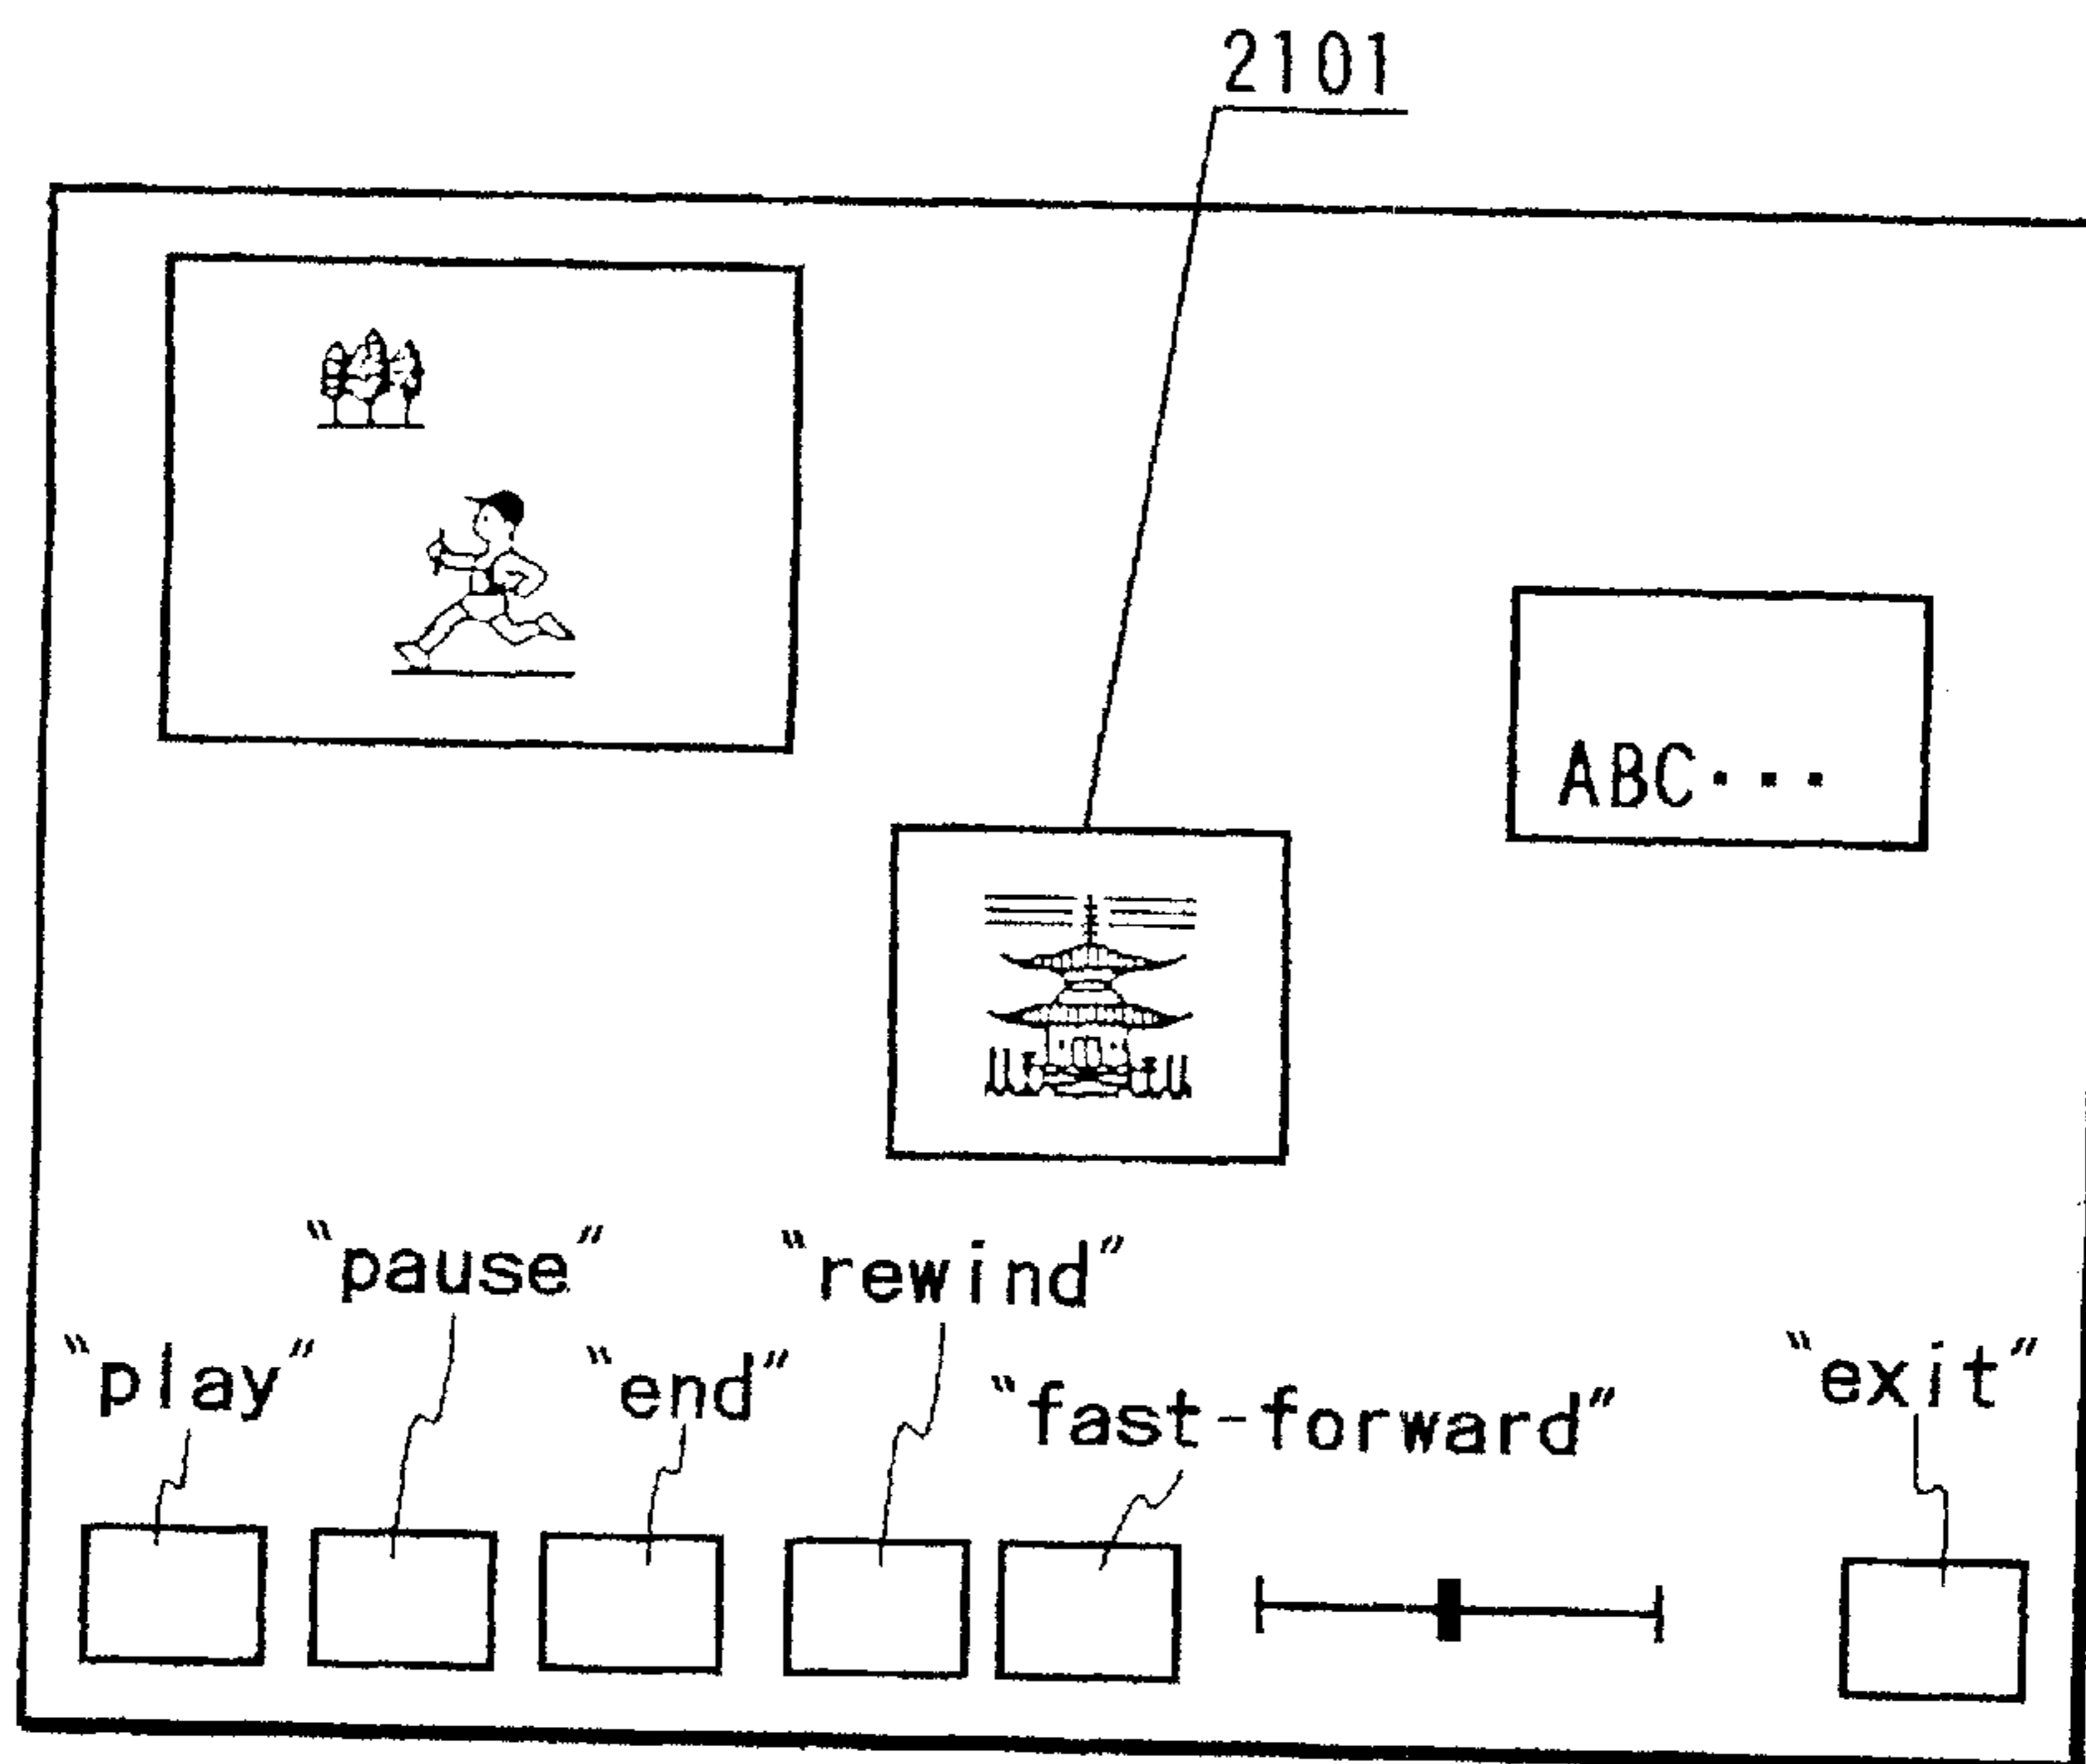 2101
ABC···
"pause"
"rewind"
"play"
"end"
"fast-forward"
"exit"